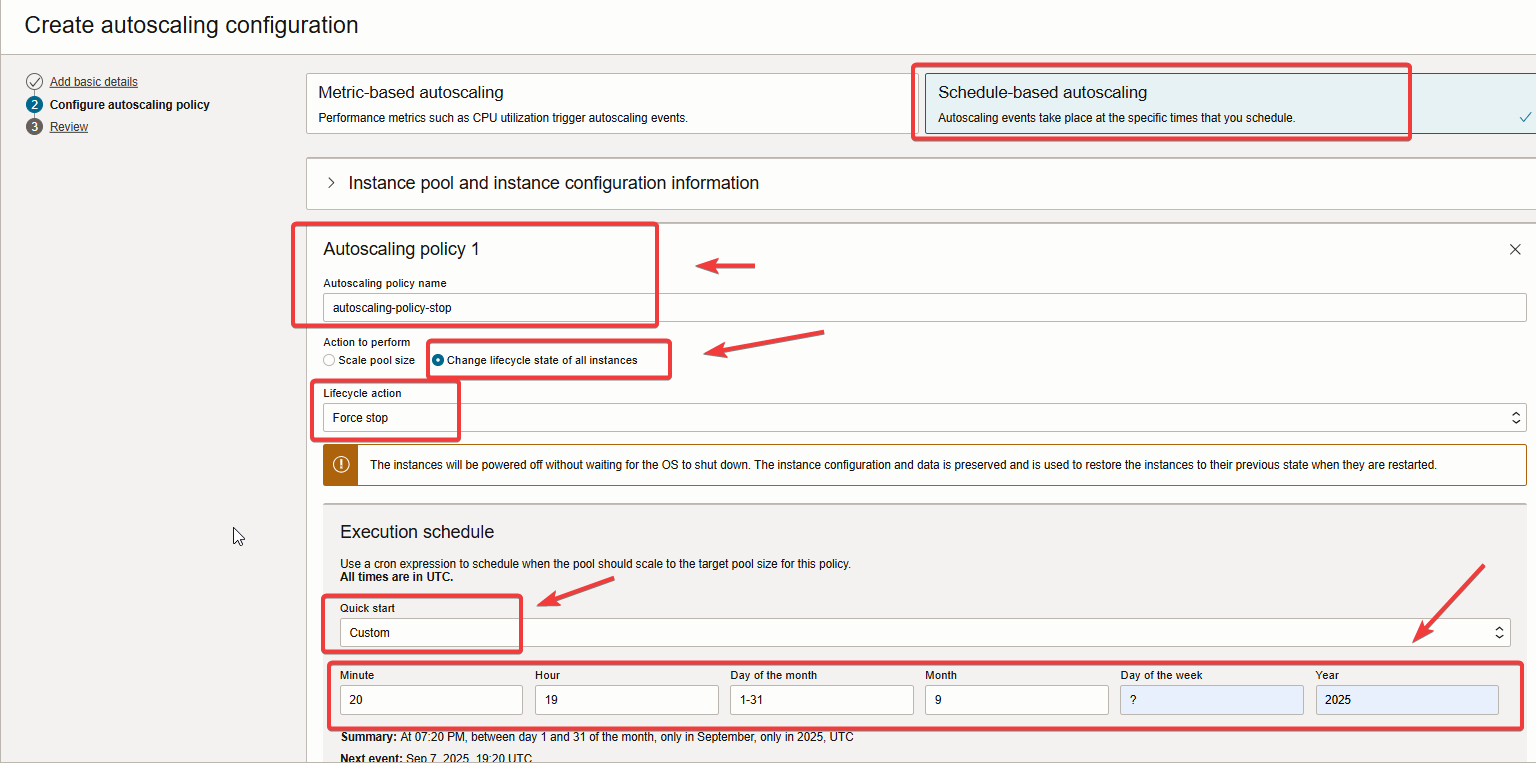 Create autoscaling configuration
Add basic details
2 Configure autoscaling policy
3 Review
Metric-based autoscaling
Performance metrics such as CPU utilization trigger autoscaling events.
Schedule-based autoscaling
Autoscaling events take place at the specific times that you schedule.
Instance pool and instance configuration information
Autoscaling policy 1
Autoscaling policy name
autoscaling-policy-stop
Action to perform
Scale pool size Change lifecycle state of all instances
Lifecycle action
Force stop
The instances will be powered off without waiting for the OS to shut down. The instance configuration and data is preserved and is used to restore the instances to their previous state when they are restarted.
Execution schedule
Use a cron expression to schedule when the pool should scale to the target pool size for this policy.
All times are in UTC.
Quick start
Custom
Minute Hour Day of the month Month Day of the week Year
20 19 1-31 9 ? 2025
Summary: At 07:20 PM, between day 1 and 31 of the month, only in September, only in 2025, UTC
Next event: Sep 7, 2025, 19:20 UTC